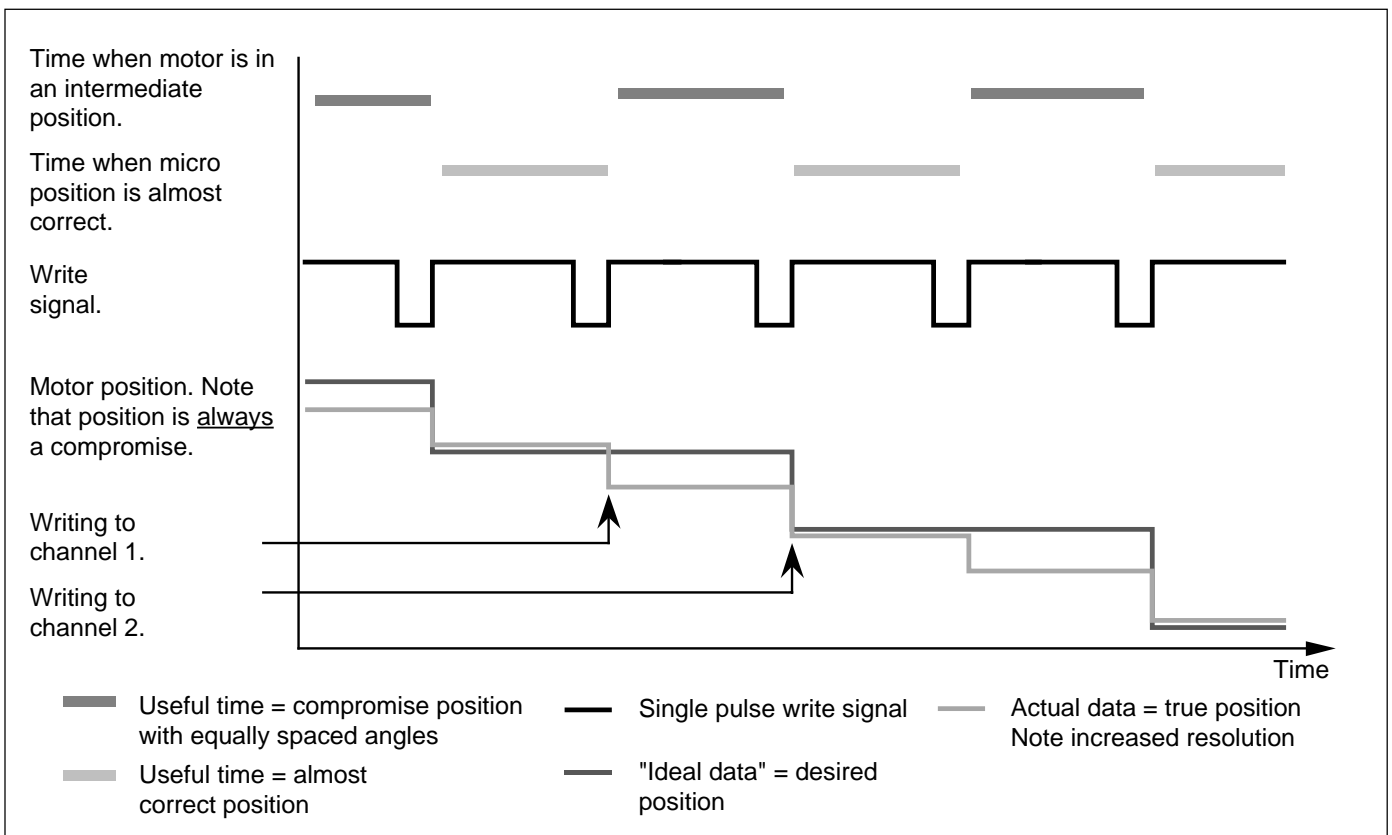 Time when motor is in
an intermediate
position.
Time when micro
position is almost
correct.
Write
signal.
Motor position. Note
that position is always
a compromise.
Writing to
channel 1.
Writing to
channel 2.
Time
Useful time = compromise position
with equally spaced angles
Useful time = almost
correct position
Single pulse write signal
"Ideal data" = desired
position
Actual data = true position
Note increased resolution